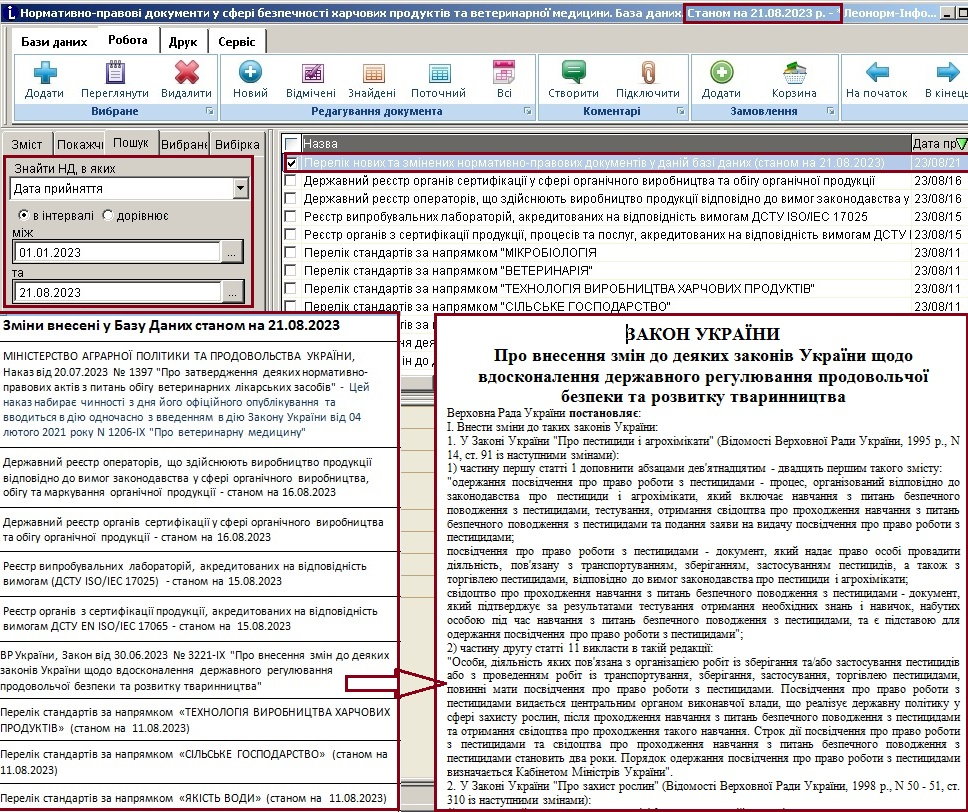 Нормативно-правові документи у сфері безпечності харчових продуктів та ветеринарної медицини. База даних. Станом на 21.08.2023 р. - "Леонорм-Інфо...
Бази даних Робота Друк Сервіс
Додати Переглянути Видалити Новий Відмічені Знайдені Поточний Всі Створити Підключити Додати Корзина На початок В кінець
Вибране Редагування документа Коментарі Замовлення
Зміст Покажчи Пошук Вибране Вибірка
Знайти НД, в яких
Дата прийняття
в інтервалі дорівнює
між
01.01.2023 ...
та
21.08.2023 ...
Назва Дата пр
Перелік нових та змінених нормативно-правових документів у даній базі даних (станом на 21.08.2023) 23/08/21
Державний реєстр органів сертифікації у сфері органічного виробництва та обігу органічної продукції 23/08/16
Державний реєстр операторів, що здійснюють виробництво продукції відповідно до вимог законодавства у 23/08/16
Реєстр випробувальних лабораторій, акредитованих на відповідність вимогам ДСТУ ISO/IEC 17025 23/08/15
Реєстр органів з сертифікації продукції, процесів та послуг, акредитованих на відповідність вимогам ДСТУ I 23/08/15
Перелік стандартів за напрямком "МІКРОБІОЛОГІЯ 23/08/11
Перелік стандартів за напрямком "ВЕТЕРИНАРІЯ" 23/08/11
Перелік стандартів за напрямком "ТЕХНОЛОГІЯ ВИРОБНИЦТВА ХАРЧОВИХ ПРОДУКТІВ" 23/08/11
Перелік стандартів за напрямком "СІЛЬСЬКЕ ГОСПОДАРСТВО" 23/08/11
Зміни внесені у Базу Даних станом на 21.08.2023
МІНІСТЕРСТВО АГРАРНОЇ ПОЛІТИКИ ТА ПРОДОВОЛЬСТВА УКРАЇНИ,
Наказ від 20.07.2023 № 1397 "Про затвердження деяких нормативно-
правових актів з питань обігу ветеринарних лікарських засобів" - Цей
наказ набирає чинності з дня його офіційного опублікування та
вводиться в дію одночасно з введенням в дію Закону України від 04
лютого 2021 року N 1206-IX "Про ветеринарну медицину"
Державний реєстр операторів, що здійснюють виробництво продукції
відповідно до вимог законодавства у сфері органічного виробництва,
обігу та маркування органічної продукції - станом на 16.08.2023
Державний реєстр органів сертифікації у сфері органічного виробництва
та обігу органічної продукції - станом на 16.08.2023
Реєстр випробувальних лабораторій, акредитованих на відповідність
вимогам (ДСТУ ISO/IEC 17025) - станом на 15.08.2023
Реєстр органів з сертифікації продукції, акредитованих на відповідність
вимогам ДСТУ EN ISO/IEC 17065 - станом на 15.08.2023
ВР України, Закон від 30.06.2023 № 3221-IX "Про внесення змін до деяких
законів України щодо вдосконалення державного регулювання
продовольчої безпеки та розвитку тваринництва"
Перелік стандартів за напрямком «ТЕХНОЛОГІЯ ВИРОБНИЦТВА ХАРЧОВИХ
ПРОДУКТІВ» (станом на 11.08.2023)
Перелік стандартів за напрямком «СІЛЬСЬКЕ ГОСПОДАРСТВО» (станом на
11.08.2023)
Перелік стандартів за напрямком «ЯКІСТЬ ВОДИ» (станом на 11.08.2023)
ЗАКОН УКРАЇНИ
Про внесення змін до деяких законів України щодо
вдосконалення державного регулювання продовольчої
безпеки та розвитку тваринництва
Верховна Рада України постановляє:
I. Внести зміни до таких законів України:
1. У Законі України "Про пестициди і агрохімікати" (Відомості Верховної Ради України, 1995 р., N
14, ст. 91 із наступними змінами):
1) частину першу статті 1 доповнити абзацами дев'ятнадцятим - двадцять першим такого змісту:
"одержання посвідчення про право роботи з пестицидами - процес, організований відповідно до
законодавства про пестициди і агрохімікати, який включає навчання з питань безпечного
поводження з пестицидами, тестування, отримання свідоцтва про проходження навчання з питань
безпечного поводження з пестицидами та подання заяви на видачу посвідчення про право роботи з
пестицидами;
посвідчення про право роботи з пестицидами - документ, який надає право особі провадити
діяльність, пов'язану з транспортуванням, зберіганням, застосуванням пестицидів, а також з
торгівлею пестицидами, відповідно до вимог законодавства про пестициди і агрохімікати;
свідоцтво про проходження навчання з питань безпечного поводження з пестицидами - документ,
який підтверджує за результатами тестування отримання необхідних знань і навичок, набутих
особою під час навчання з питань безпечного поводження з пестицидами, та є підставою для
одержання посвідчення про право роботи з пестицидами";
2) частину другу статті 11 викласти в такій редакції:
"Особи, діяльність яких пов'язана з організацією робіт із зберігання та/або застосування пестицидів
або з проведенням робіт із транспортування, зберігання, застосування, торгівлею пестицидами,
повинні мати посвідчення про право роботи з пестицидами. Посвідчення про право роботи з
пестицидами видається центральним органом виконавчої влади, що реалізує державну політику у
сфері захисту рослин, після проходження навчання з питань безпечного поводження з пестицидами
та отримання свідоцтва про проходження такого навчання. Строк дії посвідчення про право роботи
з пестицидами та свідоцтва про проходження навчання з питань безпечного поводження з
пестицидами становить два роки. Порядок одержання посвідчення про право роботи з пестицидами
визначається Кабінетом Міністрів України".
2. У Законі України "Про захист рослин" (Відомості Верховної Ради України, 1998 р., N 50 - 51, ст.
310 із наступними змінами):